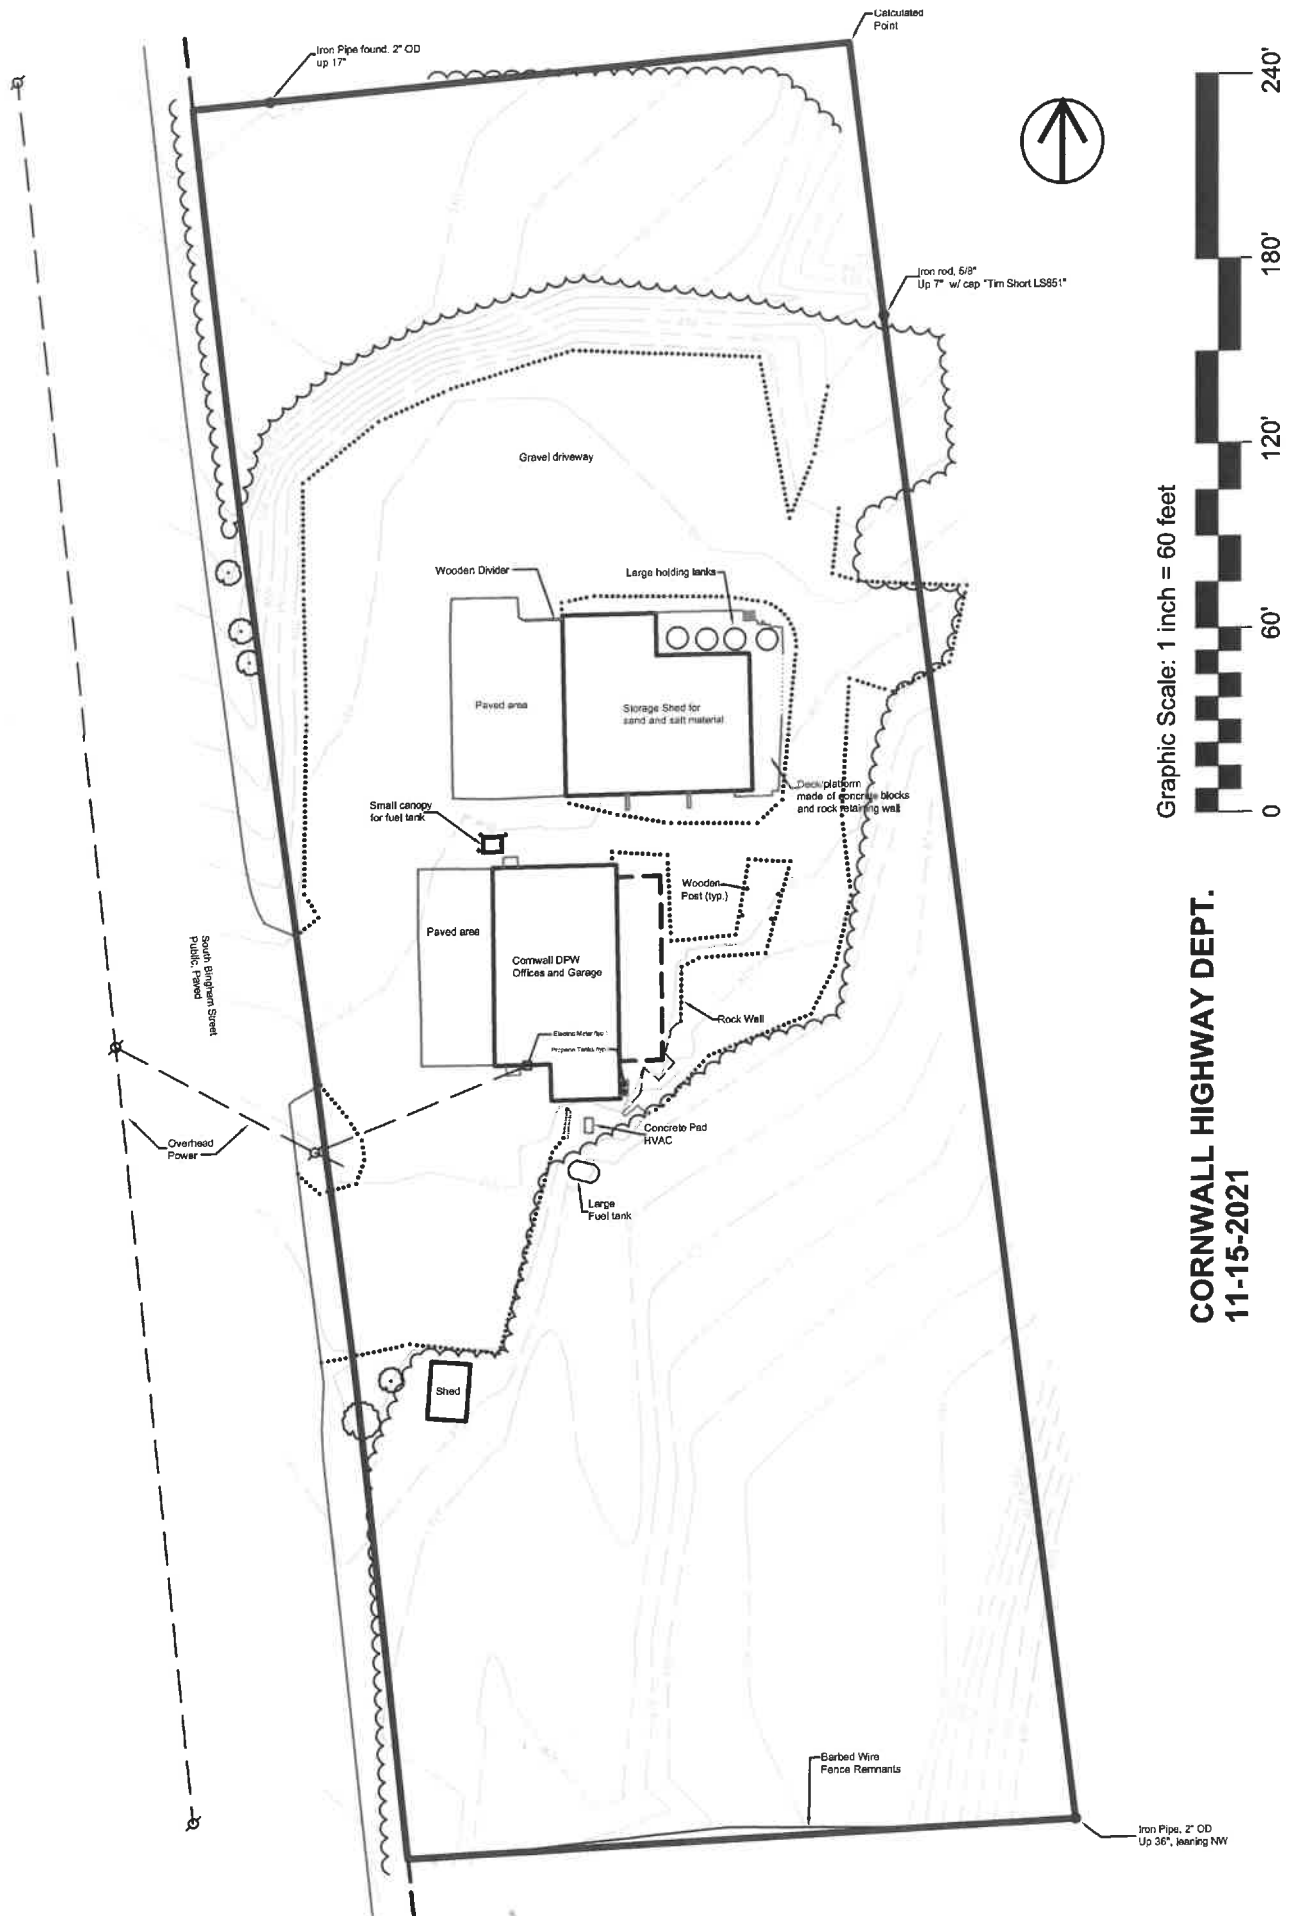 Calculated
Point
Iron Pipe found, 2" OD
up 17"
Iron rod, 5/8"
Up 7" w/ cap "Tim Short LS651"
Gravel driveway
Wooden Divider
Large holding tanks
Paved area
Storage Shed for
sand and salt material
Deck/platform
made of concrete blocks
and rock retaining wall
Small canopy
for fuel tank
Wooden
Post (typ.)
Paved area
Cornwall DPW
Offices and Garage
South Bingham Street
Public, Paved
Rock Wall
Electric Meter
Propane Tanks
Overhead
Power
Concrete Pad
HVAC
Large
Fuel tank
Shed
Barbed Wire
Fence Remnants
Iron Pipe, 2" OD
Up 36", leaning NW
Graphic Scale: 1 inch = 60 feet
0
60'
120'
180'
240'
CORNWALL HIGHWAY DEPT.
11-15-2021